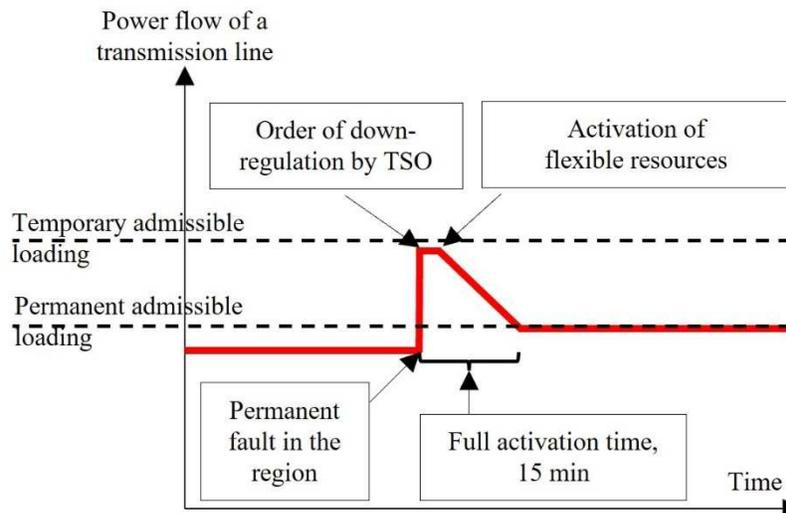 Power flow of a
transmission line
Order of down-
regulation by TSO
Activation of
flexible resources
Temporary admissible
loading
Permanent admissible
loading
Permanent
fault in the
region
Full activation time,
15 min
Time